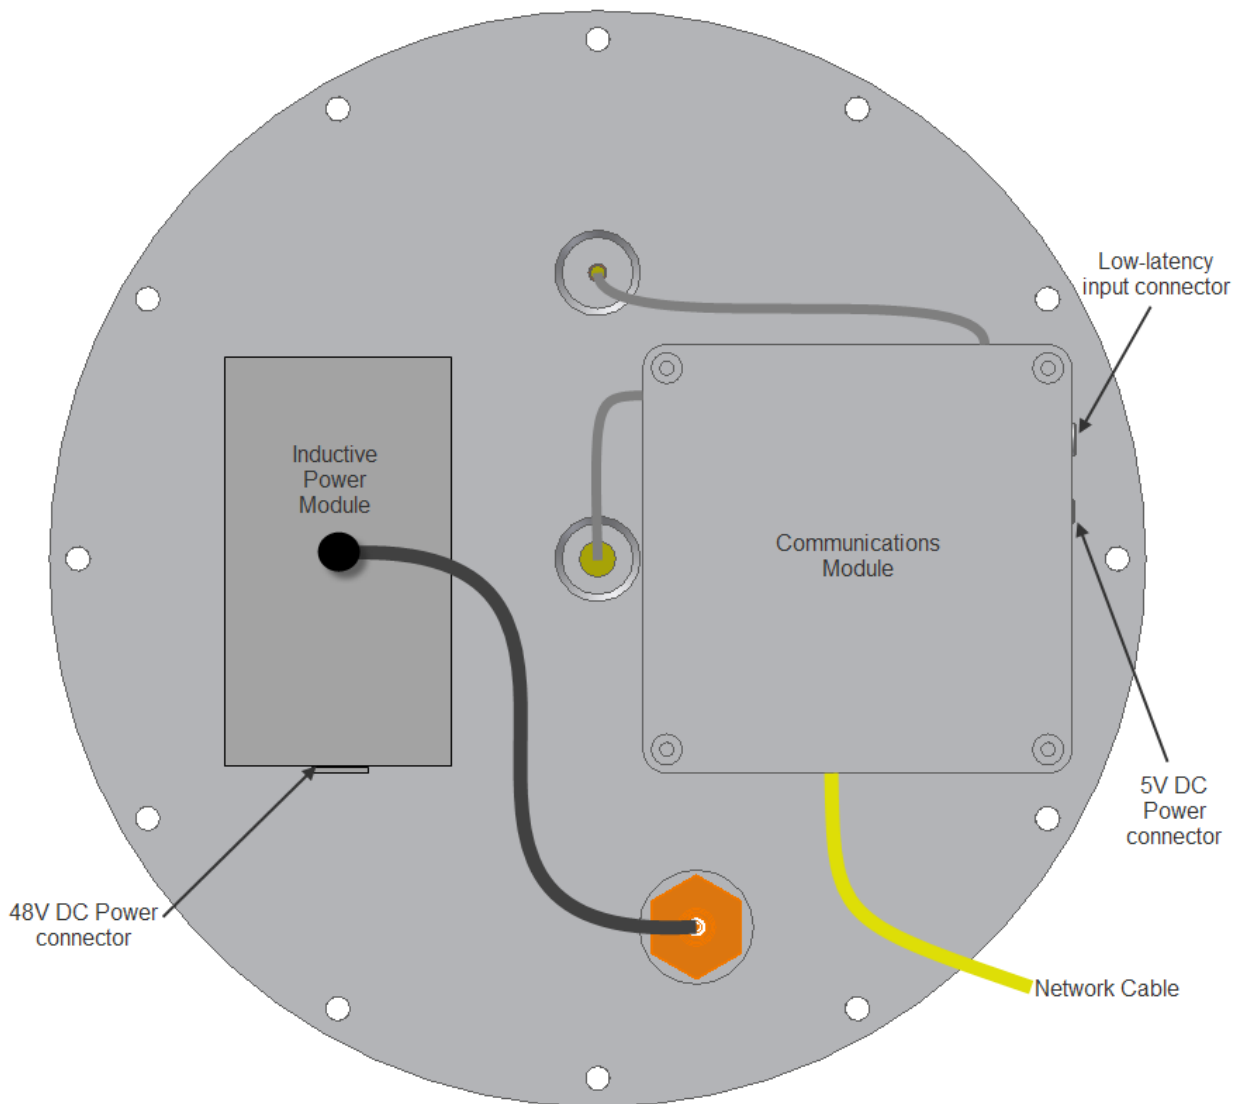 Low-latency
input connector
Inductive
Power
Module
Communications
Module
5V DC
Power
connector
48V DC Power
connector
Network Cable